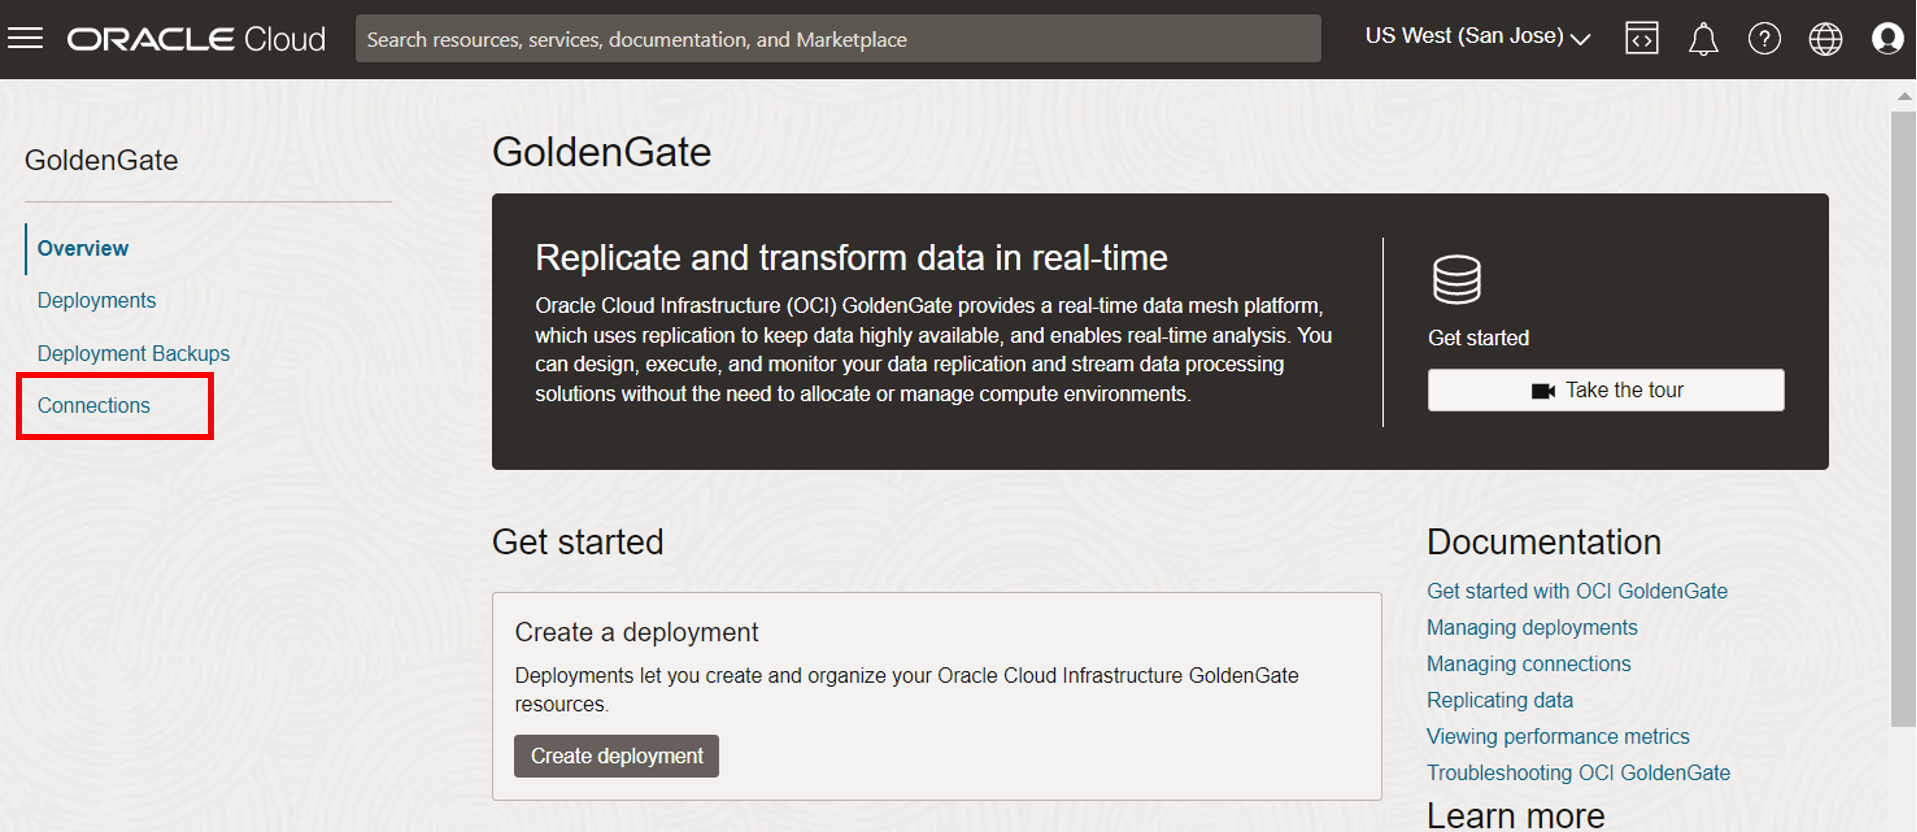 ORACLE Cloud
Search resources, services, documentation, and Marketplace
US West (San Jose)
GoldenGate
Overview
Deployments
Deployment Backups
Connections
GoldenGate
Replicate and transform data in real-time
Oracle Cloud Infrastructure (OCI) GoldenGate provides a real-time data mesh platform,
which uses replication to keep data highly available, and enables real-time analysis. You
can design, execute, and monitor your data replication and stream data processing
solutions without the need to allocate or manage compute environments.
Get started
Take the tour
Get started
Create a deployment
Deployments let you create and organize your Oracle Cloud Infrastructure GoldenGate
resources.
Create deployment
Documentation
Get started with OCI GoldenGate
Managing deployments
Managing connections
Replicating data
Viewing performance metrics
Troubleshooting OCI GoldenGate
Learn more